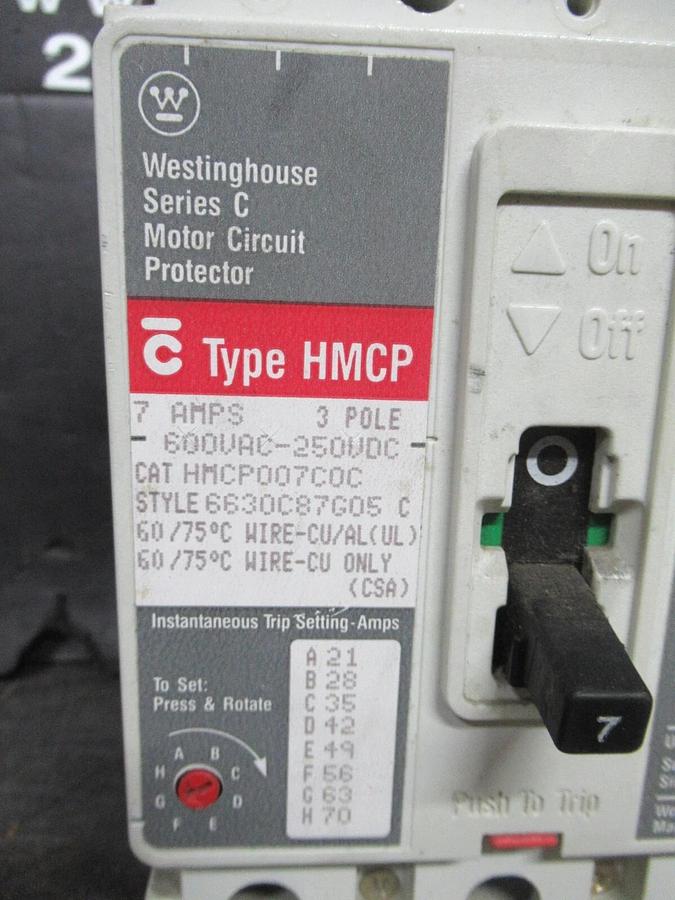 W W
2
W
Westinghouse
Series C
Motor Circuit
Protector
C Type HMCP
7 AMPS 3 POLE
600VAC-250VDC
CAT HMCP007C0C
STYLE 6630C87G05 C
60/75°C WIRE-CU/AL(UL)
60/75°C WIRE-CU ONLY
(CSA)
Instantaneous Trip Setting-Amps
To Set:
Press & Rotate
A B C D E F G H
A 21
B 28
C 35
D 42
E 49
F 56
G 63
H 70
On
Off
O
7
Push To Trip